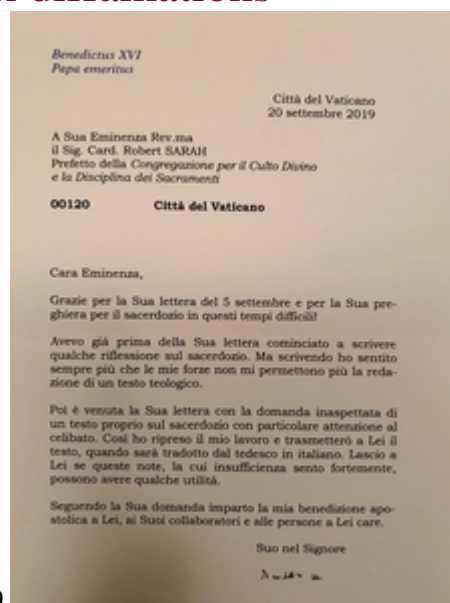 Benedictus XVI
Papa emeritus
Città del Vaticano
20 settembre 2019
A Sua Eminenza Rev.ma
il Sig. Card. Robert SARAH
Prefetto della Congregazione per il Culto Divino
e la Disciplina dei Sacramenti
00120 Città del Vaticano
Cara Eminenza,
Grazie per la Sua lettera del 5 settembre e per la Sua pre-
ghiera per il sacerdozio in questi tempi difficili!
Avevo già prima della Sua lettera cominciato a scrivere
qualche riflessione sul sacerdozio. Ma scrivendo ho sentito
sempre più che le mie forze non mi permettono più la reda-
zione di un testo teologico.
Poi è venuta la Sua lettera con la domanda inaspettata di
un testo proprio sul sacerdozio con particolare attenzione al
celibato. Così ho ripreso il mio lavoro e trasmetterò a Lei il
testo, quando sarà tradotto dal tedesco in italiano. Lascio a
Lei se queste note, la cui insufficienza sento fortemente,
possono avere qualche utilità.
Seguendo la Sua domanda imparto la mia benedizione apo-
stolica a Lei, ai Suoi collaboratori e alle persone a Lei care.
Suo nel Signore